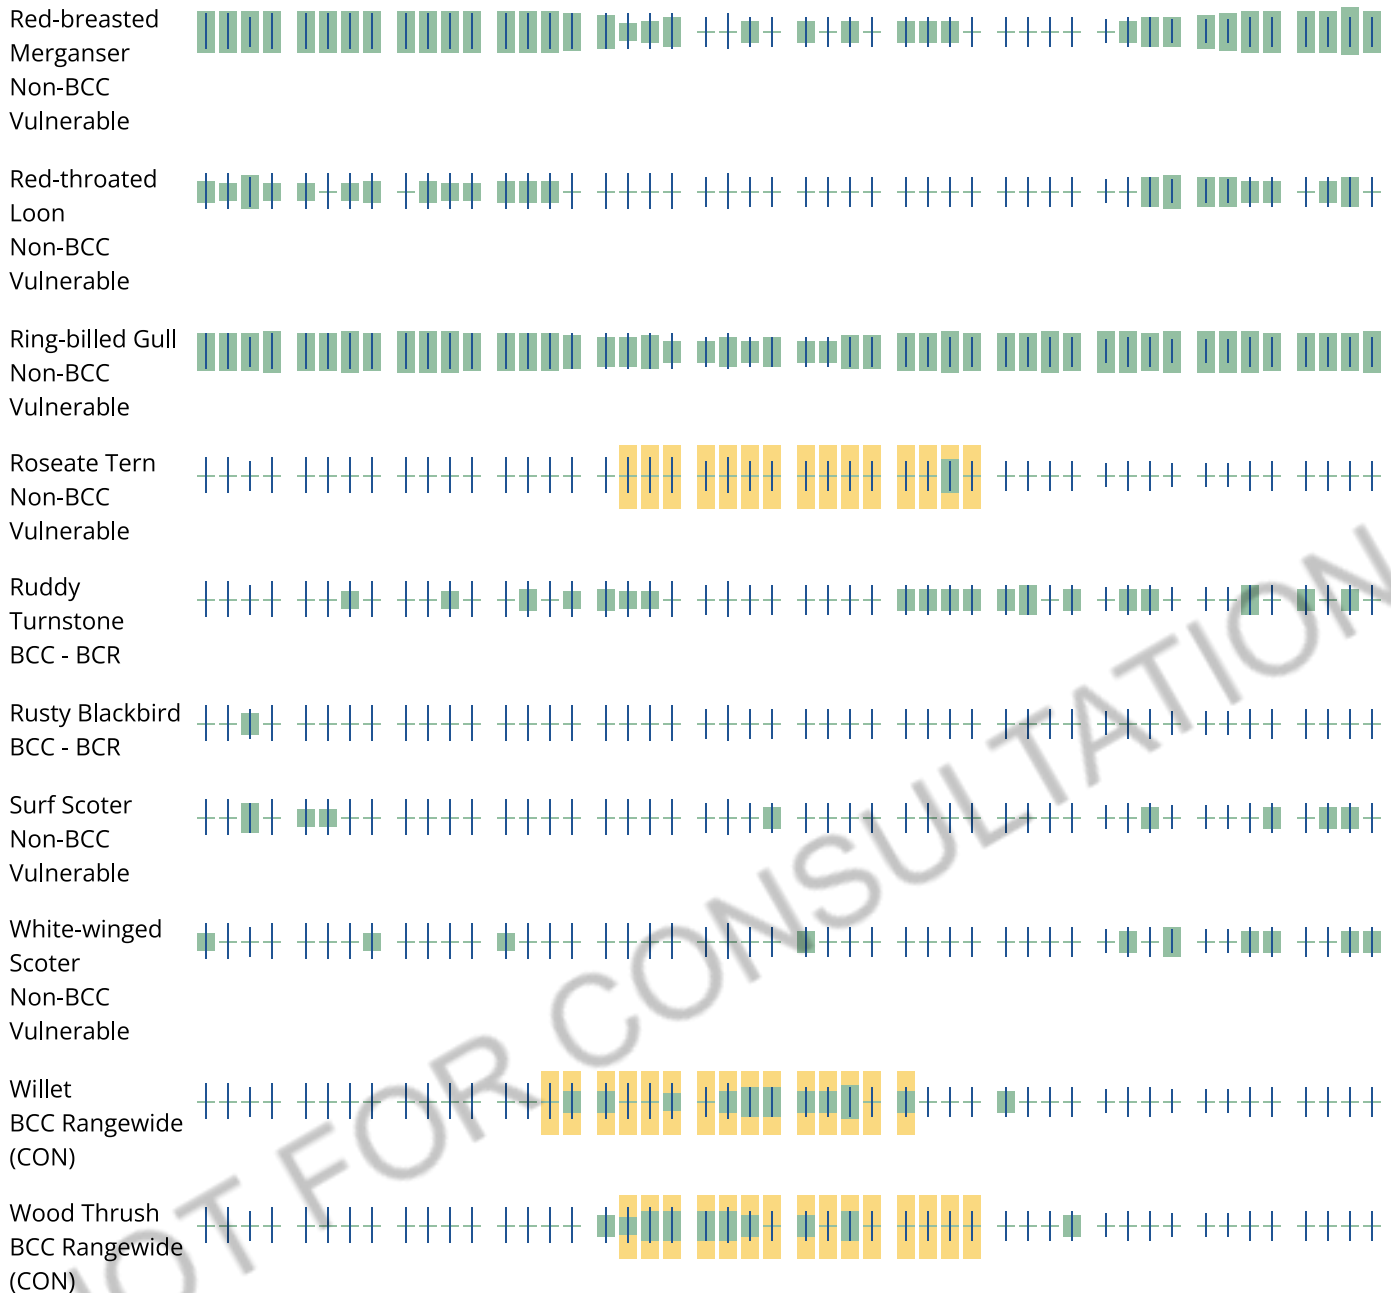 Red-breasted
Merganser
Non-BCC
Vulnerable
Red-throated
Loon
Non-BCC
Vulnerable
Ring-billed Gull
Non-BCC
Vulnerable
Roseate Tern
Non-BCC
Vulnerable
Ruddy
Turnstone
BCC - BCR
Rusty Blackbird
BCC - BCR
Surf Scoter
Non-BCC
Vulnerable
White-winged
Scoter
Non-BCC
Vulnerable
Willet
BCC Rangewide
(CON)
Wood Thrush
BCC Rangewide
(CON)
NOT FOR CONSULTATION